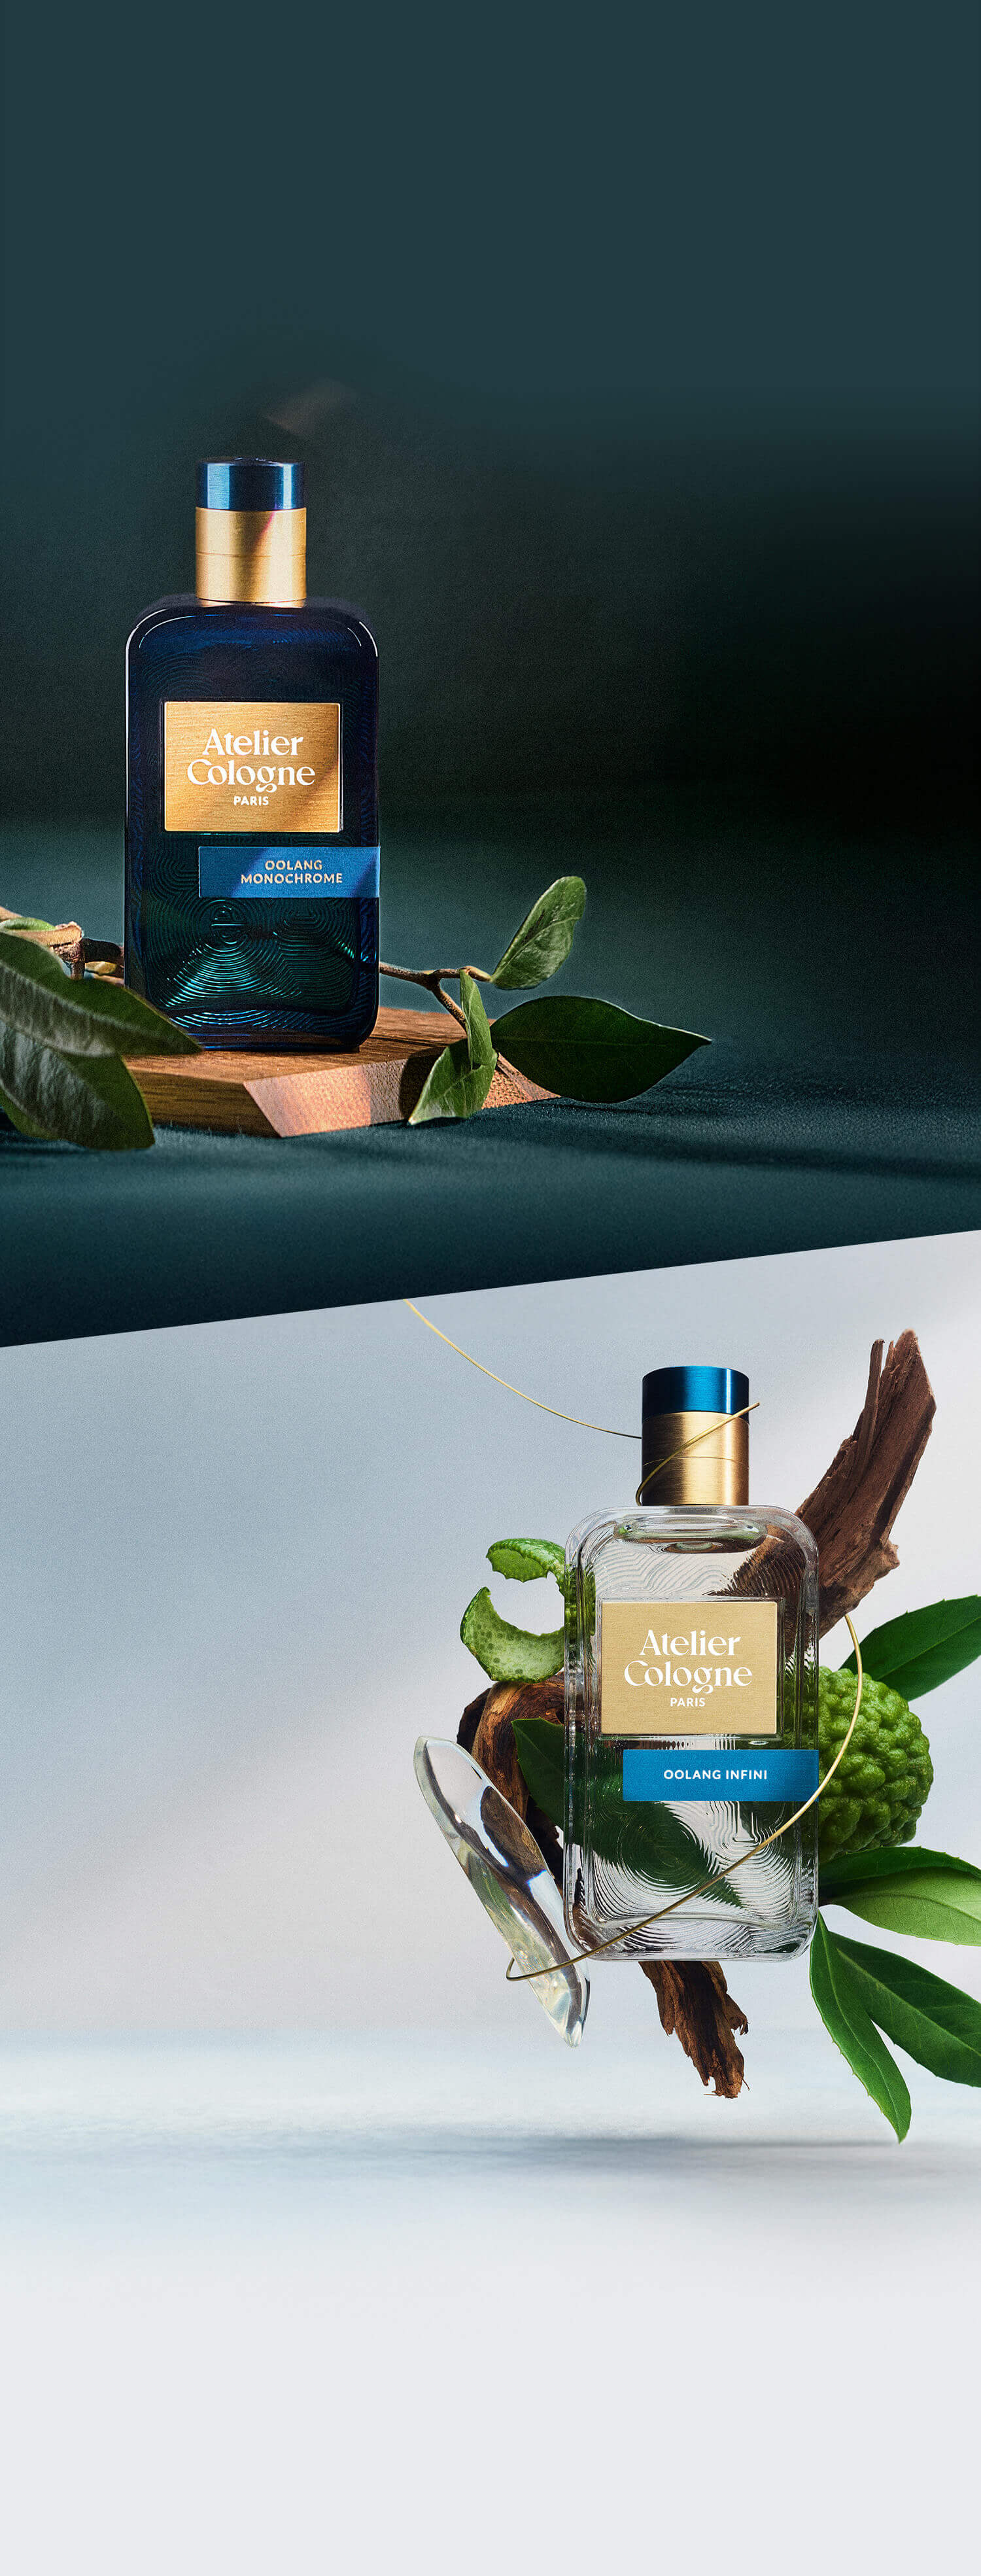 Atelier
Cologne
PARIS
OOLANG
MONOCHROME
Atelier
Cologne
PARIS
OOLANG INFINI